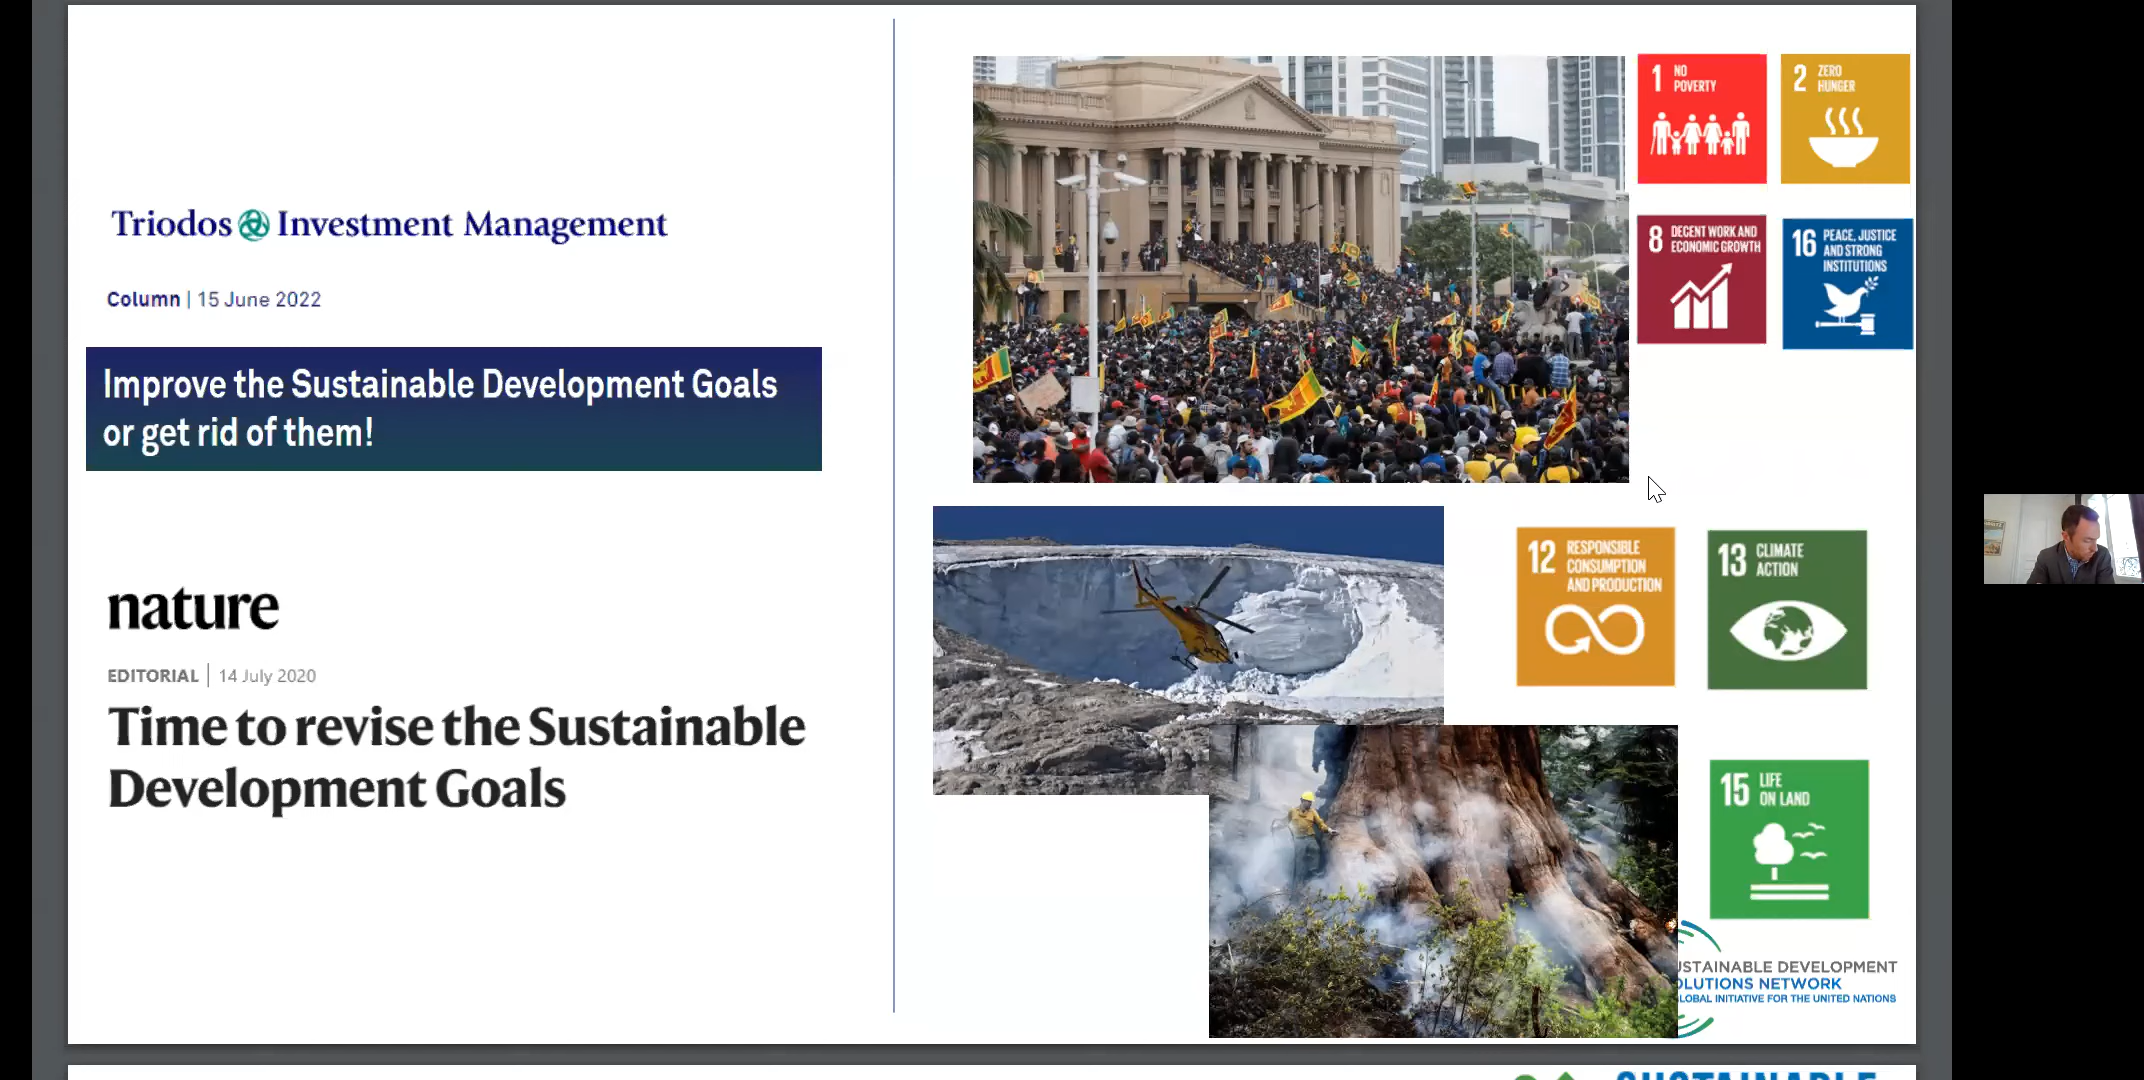 Triodos Investment Management
Column | 15 June 2022
Improve the Sustainable Development Goals
or get rid of them!
nature
EDITORIAL | 14 July 2020
Time to revise the Sustainable
Development Goals
1 NO
POVERTY
2 ZERO
HUNGER
8 DECENT WORK AND
ECONOMIC GROWTH
16 PEACE, JUSTICE
AND STRONG
INSTITUTIONS
12 RESPONSIBLE
CONSUMPTION
AND PRODUCTION
13 CLIMATE
ACTION
15 LIFE
ON LAND
USTAINABLE DEVELOPMENT
OLUTIONS NETWORK
LOBAL INITIATIVE FOR THE UNITED NATIONS